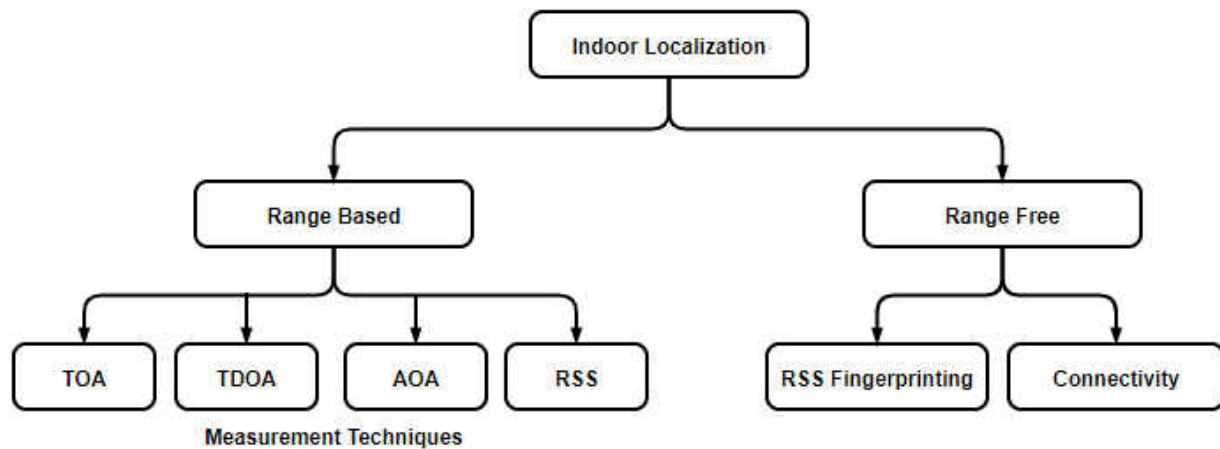 Indoor Localization
Range Based
Range Free
TOA
TDOA
AOA
RSS
RSS Fingerprinting
Connectivity
Measurement Techniques